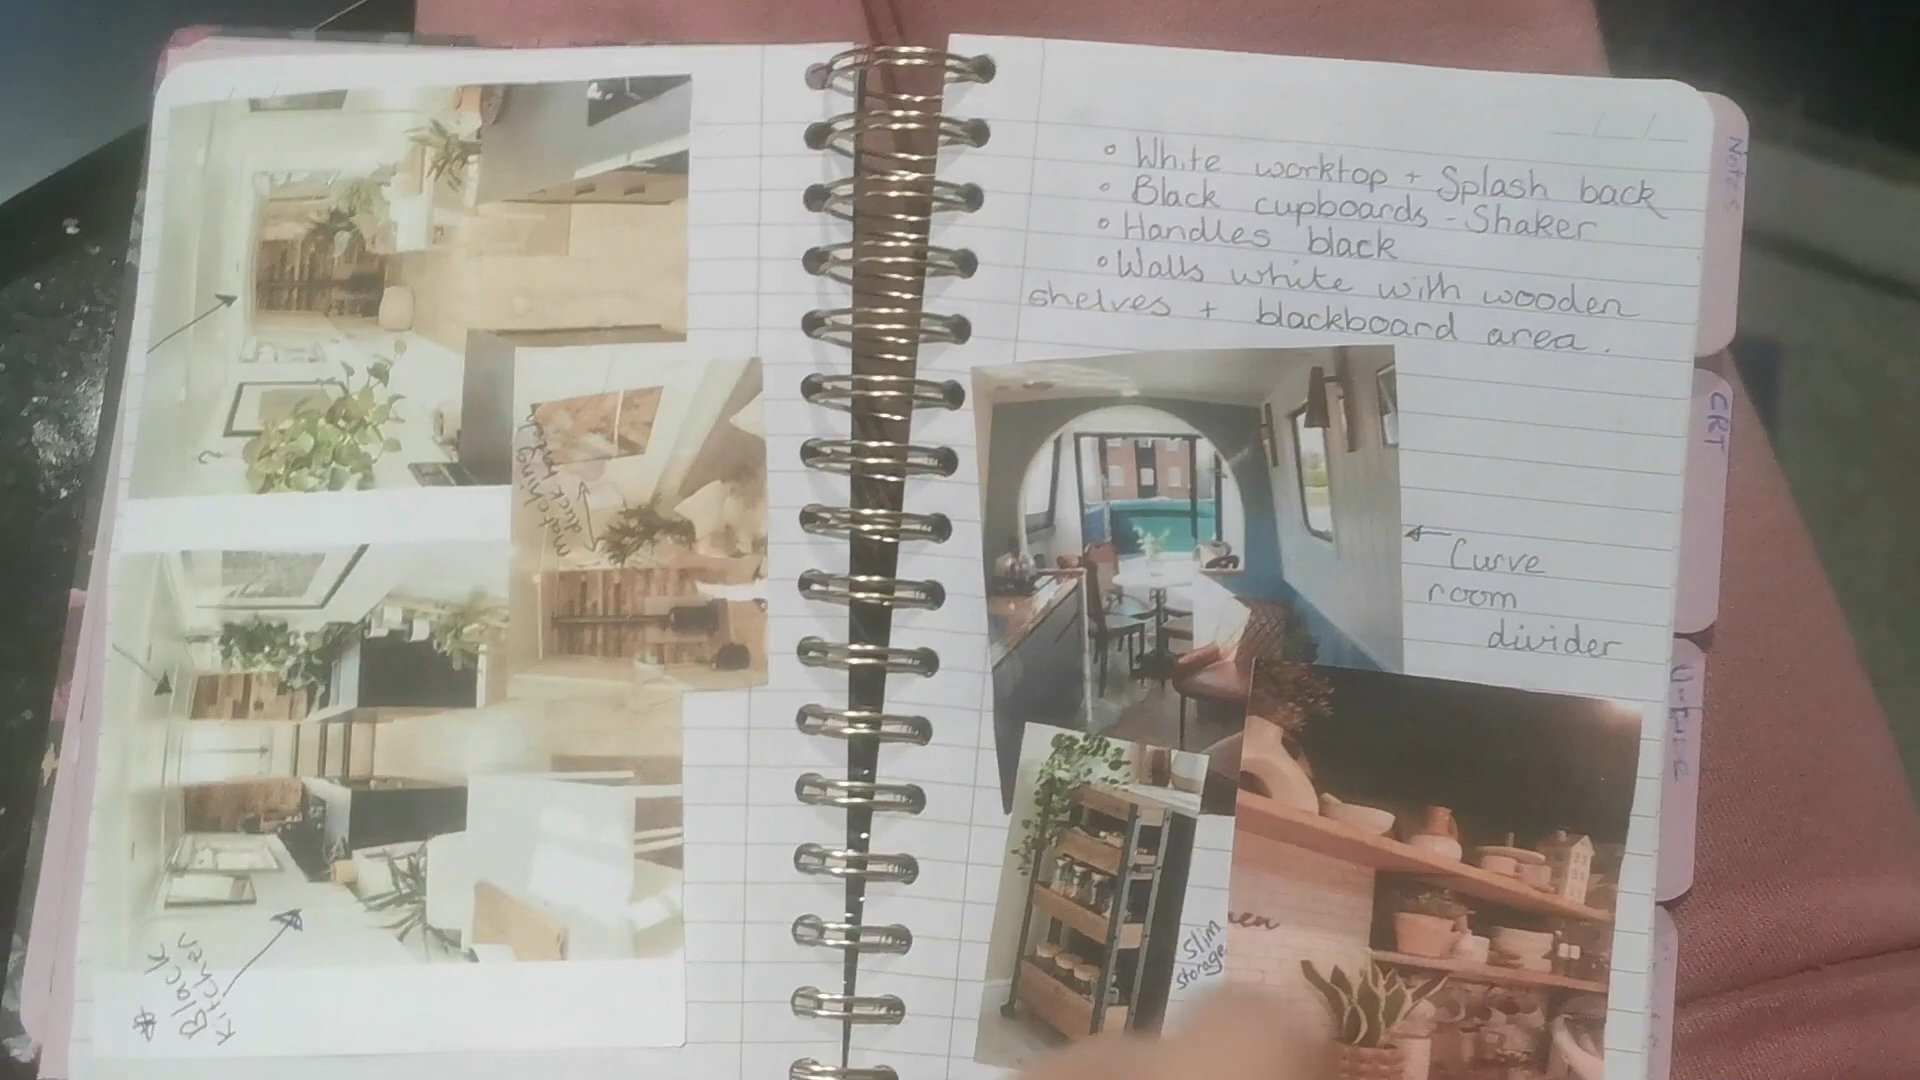 matching
Black
Kitchen
?
◦ White worktop + Splash back
◦ Black cupboards - Shaker
◦ Handles black
◦ Walls white with wooden
shelves + blackboard area.
← Curve
room
divider
Slim
storage
Notes
CRT